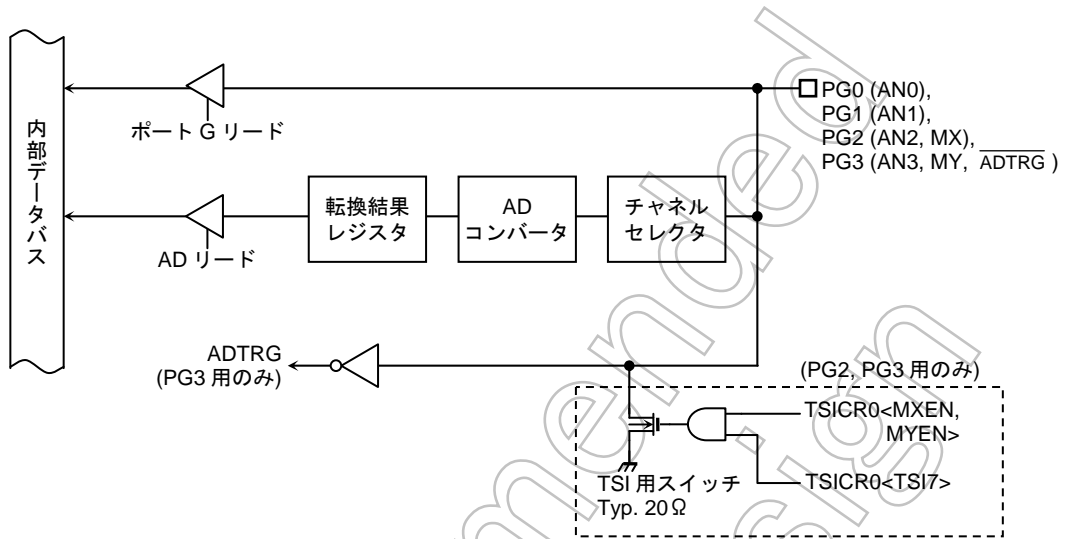 PG0 (AN0),
PG1 (AN1),
PG2 (AN2, MX),
PG3 (AN3, MY, ADTRG )
ポート G リード
内部データバス
転換結果
レジスタ
AD
コンバータ
チャネル
セレクタ
AD リード
ADTRG
(PG3 用のみ)
(PG2, PG3 用のみ)
TSICR0<MXEN,
MYEN>
TSI 用スイッチ
Typ. 20Ω
TSICR0<TSI7>
mended
sign